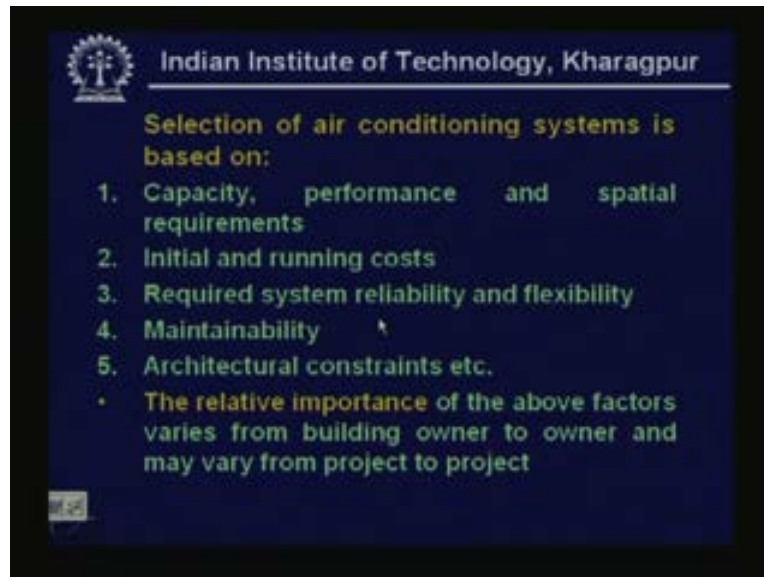 Indian Institute of Technology, Kharagpur
Selection of air conditioning systems is
based on:
1. Capacity, performance and spatial
requirements
2. Initial and running costs
3. Required system reliability and flexibility
4. Maintainability
5. Architectural constraints etc.
• The relative importance of the above factors
varies from building owner to owner and
may vary from project to project